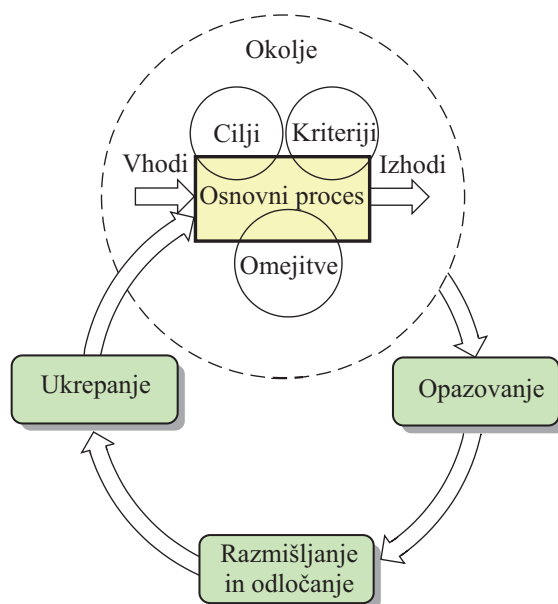 Okolje
Cilji
Kriteriji
Vhodi
Izhodi
Osnovni proces
Omejitve
Ukrepanje
Opazovanje
Razmišljanje
in odločanje